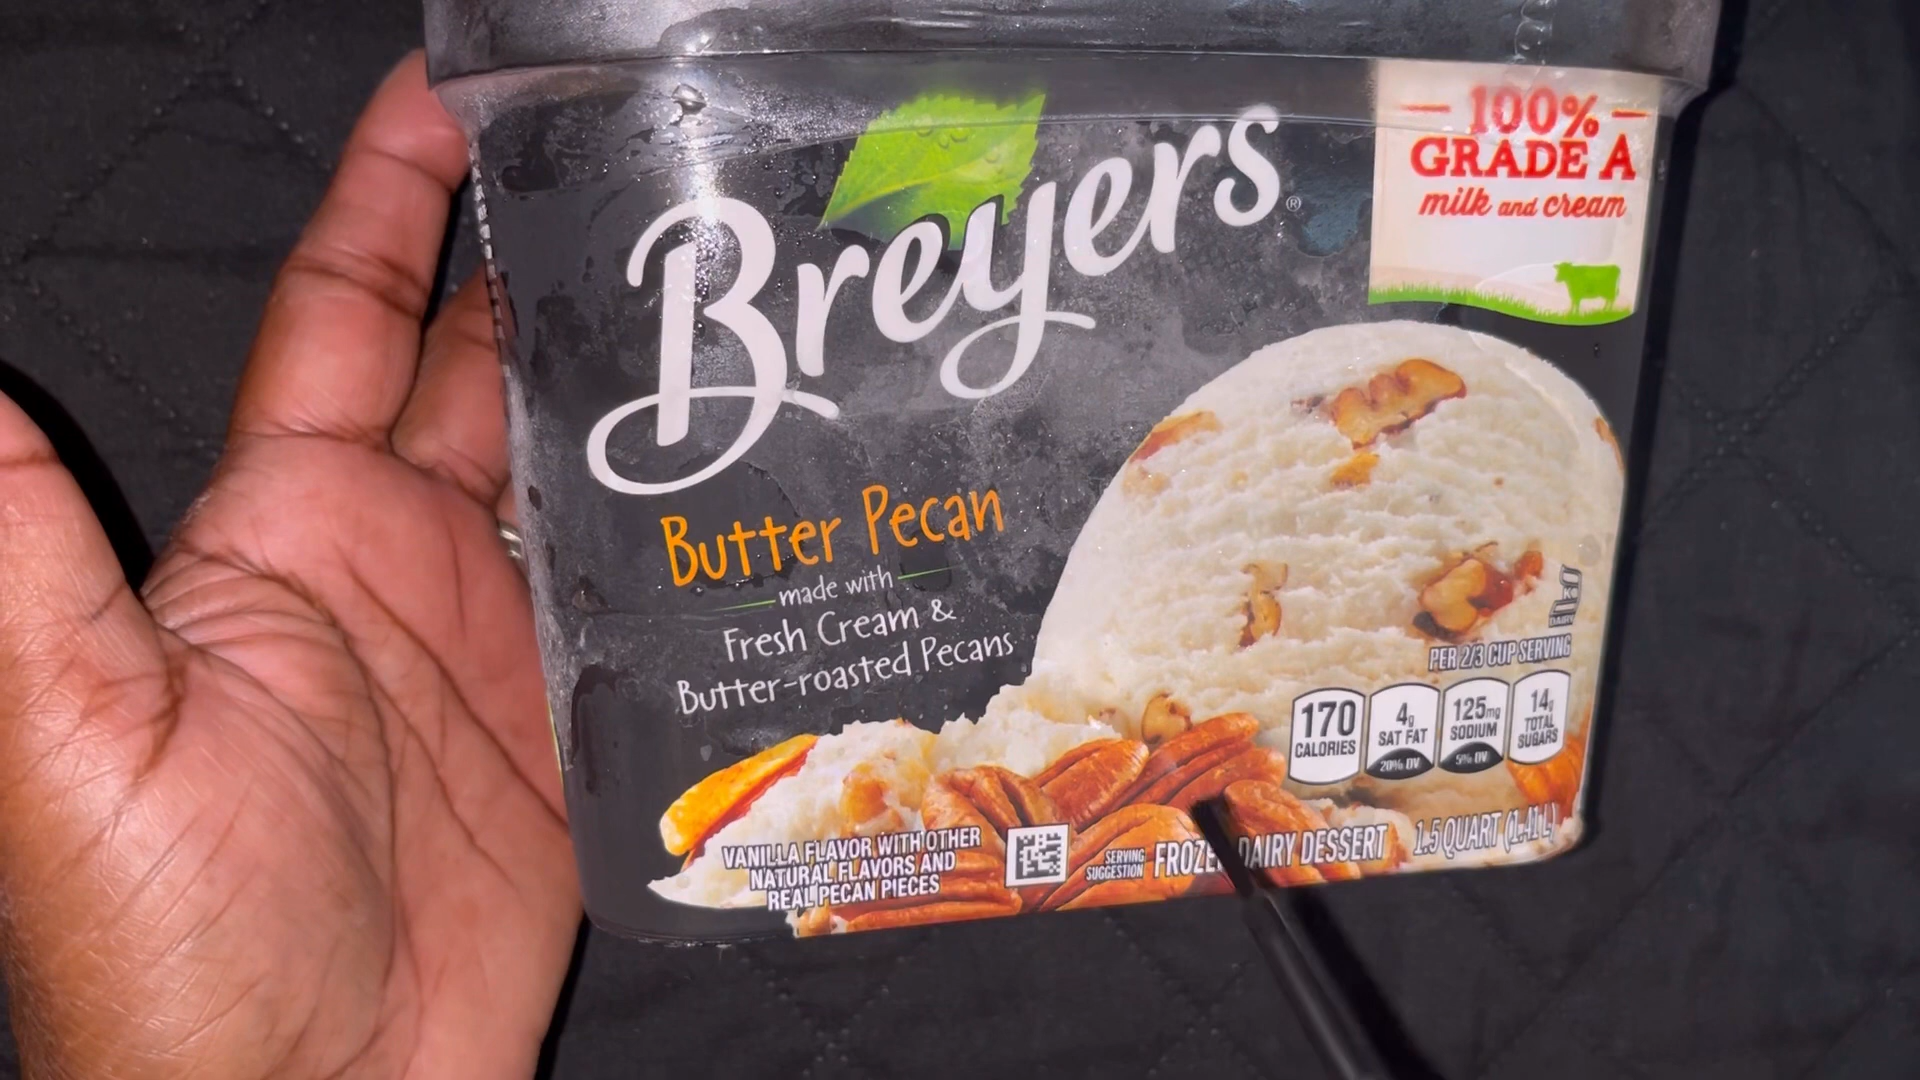 Breyers®
100%
GRADE A
milk and cream
Butter Pecan
made with
Fresh Cream &
Butter-roasted Pecans
DAIRY
PER 2/3 CUP SERVING
170 CALORIES
4g SAT FAT 20% DV
125mg SODIUM 5% DV
14g TOTAL SUGARS
VANILLA FLAVOR WITH OTHER
NATURAL FLAVORS AND
REAL PECAN PIECES
SERVING
SUGGESTION
FROZEN DAIRY DESSERT
1.5 QUART (1.41 L)